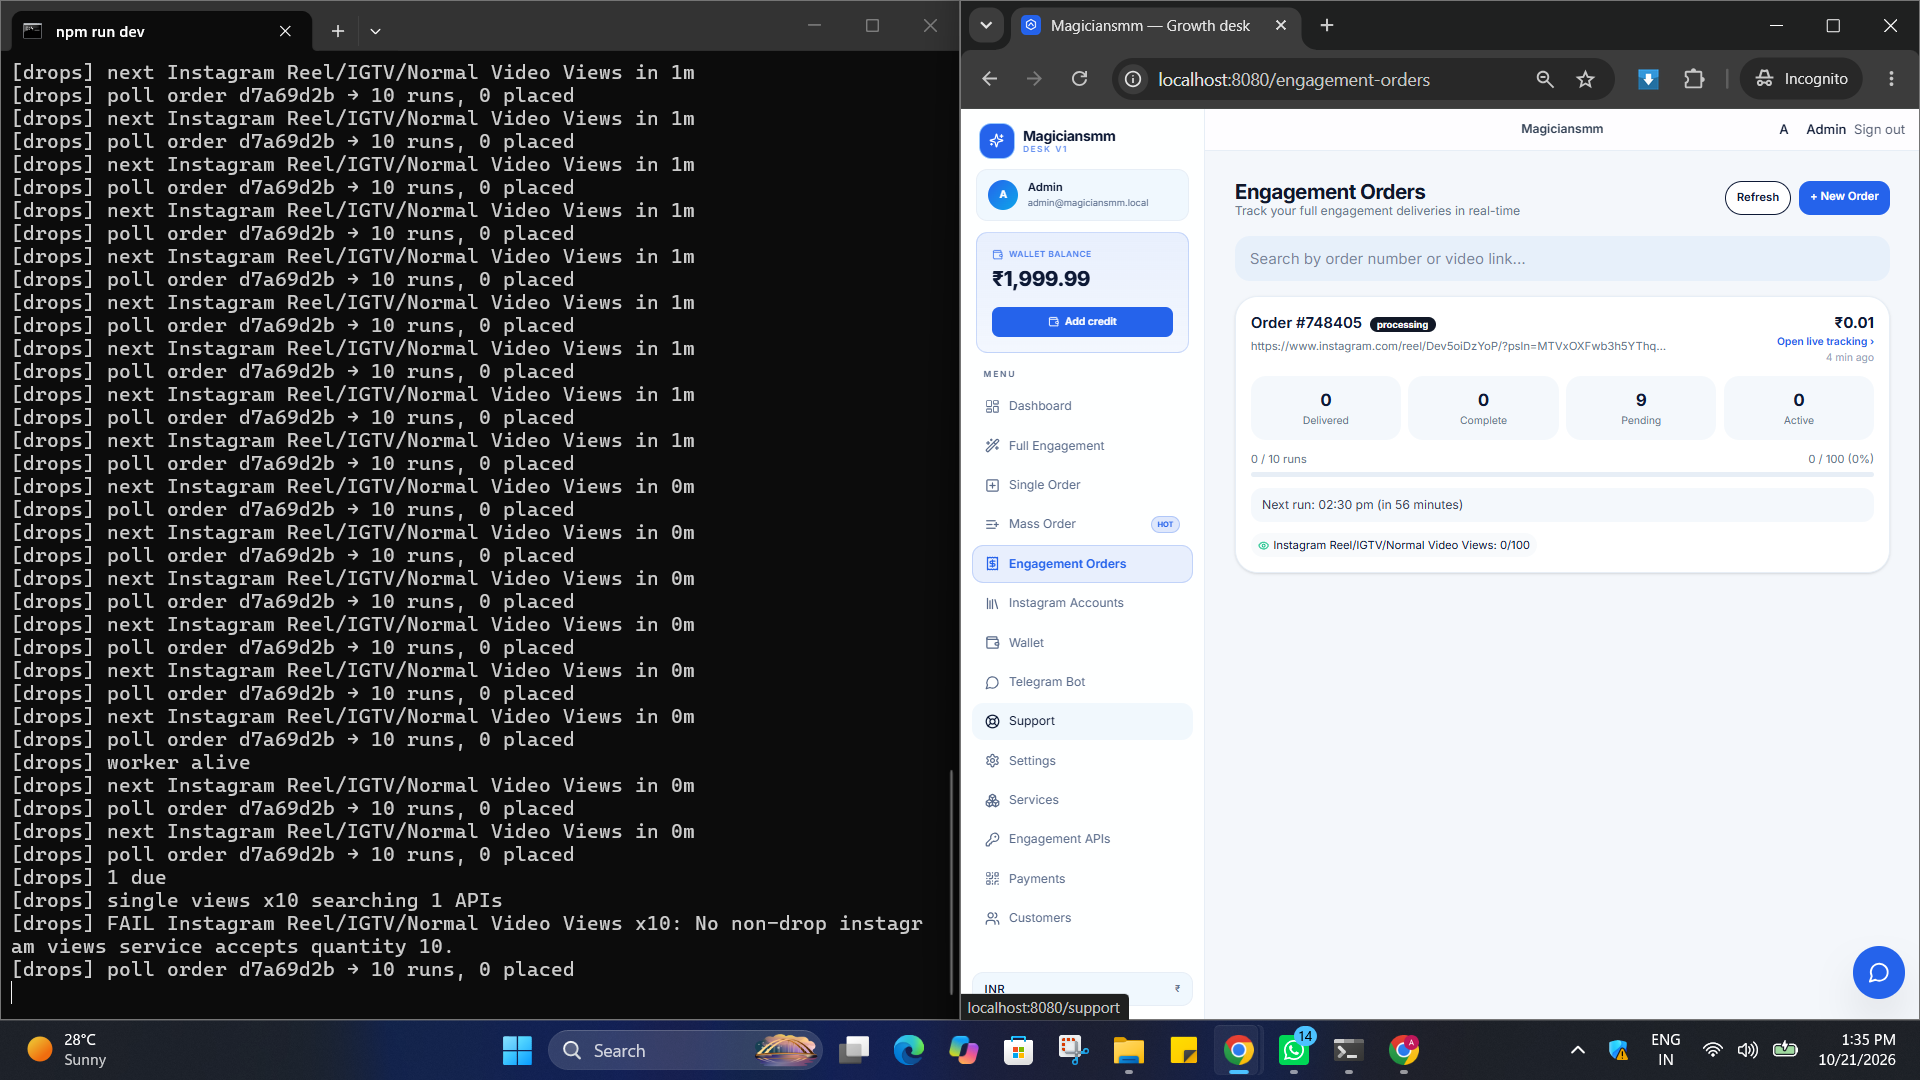 npm run dev
[drops] next Instagram Reel/IGTV/Normal Video Views in 1m
[drops] poll order d7a69d2b → 10 runs, 0 placed
[drops] next Instagram Reel/IGTV/Normal Video Views in 1m
[drops] poll order d7a69d2b → 10 runs, 0 placed
[drops] next Instagram Reel/IGTV/Normal Video Views in 1m
[drops] poll order d7a69d2b → 10 runs, 0 placed
[drops] next Instagram Reel/IGTV/Normal Video Views in 1m
[drops] poll order d7a69d2b → 10 runs, 0 placed
[drops] next Instagram Reel/IGTV/Normal Video Views in 1m
[drops] poll order d7a69d2b → 10 runs, 0 placed
[drops] next Instagram Reel/IGTV/Normal Video Views in 1m
[drops] poll order d7a69d2b → 10 runs, 0 placed
[drops] next Instagram Reel/IGTV/Normal Video Views in 1m
[drops] poll order d7a69d2b → 10 runs, 0 placed
[drops] next Instagram Reel/IGTV/Normal Video Views in 1m
[drops] poll order d7a69d2b → 10 runs, 0 placed
[drops] next Instagram Reel/IGTV/Normal Video Views in 1m
[drops] poll order d7a69d2b → 10 runs, 0 placed
[drops] next Instagram Reel/IGTV/Normal Video Views in 0m
[drops] poll order d7a69d2b → 10 runs, 0 placed
[drops] next Instagram Reel/IGTV/Normal Video Views in 0m
[drops] poll order d7a69d2b → 10 runs, 0 placed
[drops] next Instagram Reel/IGTV/Normal Video Views in 0m
[drops] poll order d7a69d2b → 10 runs, 0 placed
[drops] next Instagram Reel/IGTV/Normal Video Views in 0m
[drops] poll order d7a69d2b → 10 runs, 0 placed
[drops] next Instagram Reel/IGTV/Normal Video Views in 0m
[drops] poll order d7a69d2b → 10 runs, 0 placed
[drops] next Instagram Reel/IGTV/Normal Video Views in 0m
[drops] poll order d7a69d2b → 10 runs, 0 placed
[drops] worker alive
[drops] next Instagram Reel/IGTV/Normal Video Views in 0m
[drops] poll order d7a69d2b → 10 runs, 0 placed
[drops] next Instagram Reel/IGTV/Normal Video Views in 0m
[drops] poll order d7a69d2b → 10 runs, 0 placed
[drops] 1 due
[drops] single views x10 searching 1 APIs
[drops] FAIL Instagram Reel/IGTV/Normal Video Views x10: No non-drop instagr
am views service accepts quantity 10.
[drops] poll order d7a69d2b → 10 runs, 0 placed
Magiciansmm — Growth desk
localhost:8080/engagement-orders
Incognito
Magiciansmm
DESK V1
A
Admin
admin@magiciansmm.local
WALLET BALANCE
₹1,999.99
Add credit
MENU
Dashboard
Full Engagement
Single Order
Mass Order HOT
Engagement Orders
Instagram Accounts
Wallet
Telegram Bot
Support
Settings
Services
Engagement APIs
Payments
Customers
INR ₹
localhost:8080/support
Magiciansmm
A Admin Sign out
Engagement Orders
Track your full engagement deliveries in real-time
Refresh
+ New Order
Search by order number or video link...
Order #748405 processing ₹0.01
https://www.instagram.com/reel/Dev5oiDzYoP/?psln=MTVxOXFwb3h5YThq...
Open live tracking ›
4 min ago
0 0 9 0
Delivered Complete Pending Active
0 / 10 runs 0 / 100 (0%)
Next run: 02:30 pm (in 56 minutes)
Instagram Reel/IGTV/Normal Video Views: 0/100
28°C
Sunny
Search
14
A
ENG
IN
1:35 PM
10/21/2026